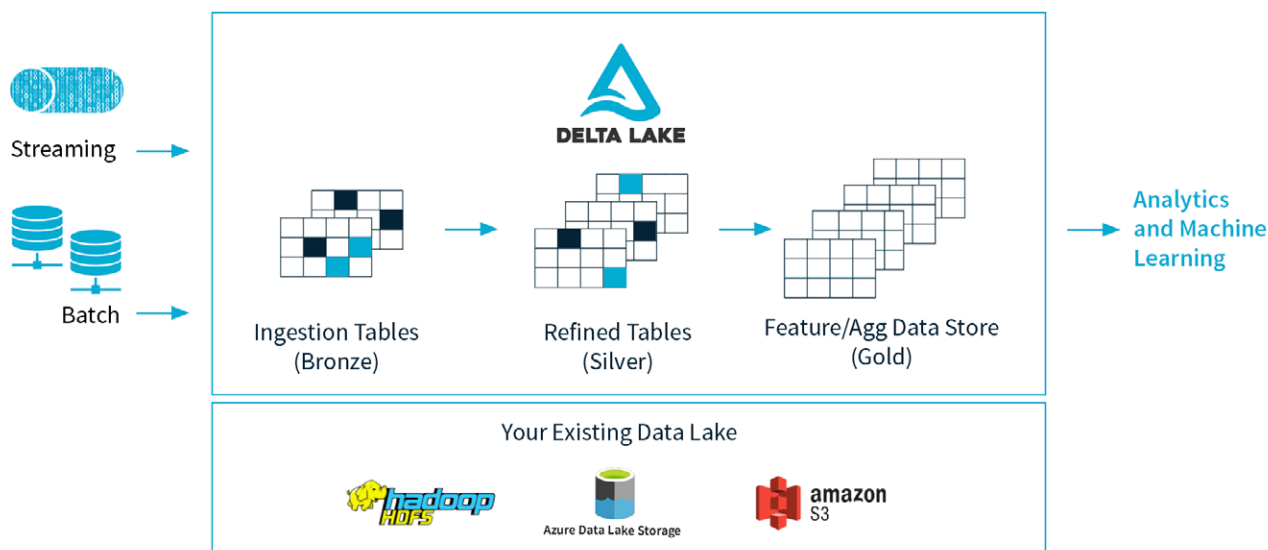 DELTA LAKE
Streaming
Batch
Ingestion Tables
(Bronze)
Refined Tables
(Silver)
Feature/Agg Data Store
(Gold)
Analytics
and Machine
Learning
Your Existing Data Lake
hadoop
HDFS
Azure Data Lake Storage
amazon
S3